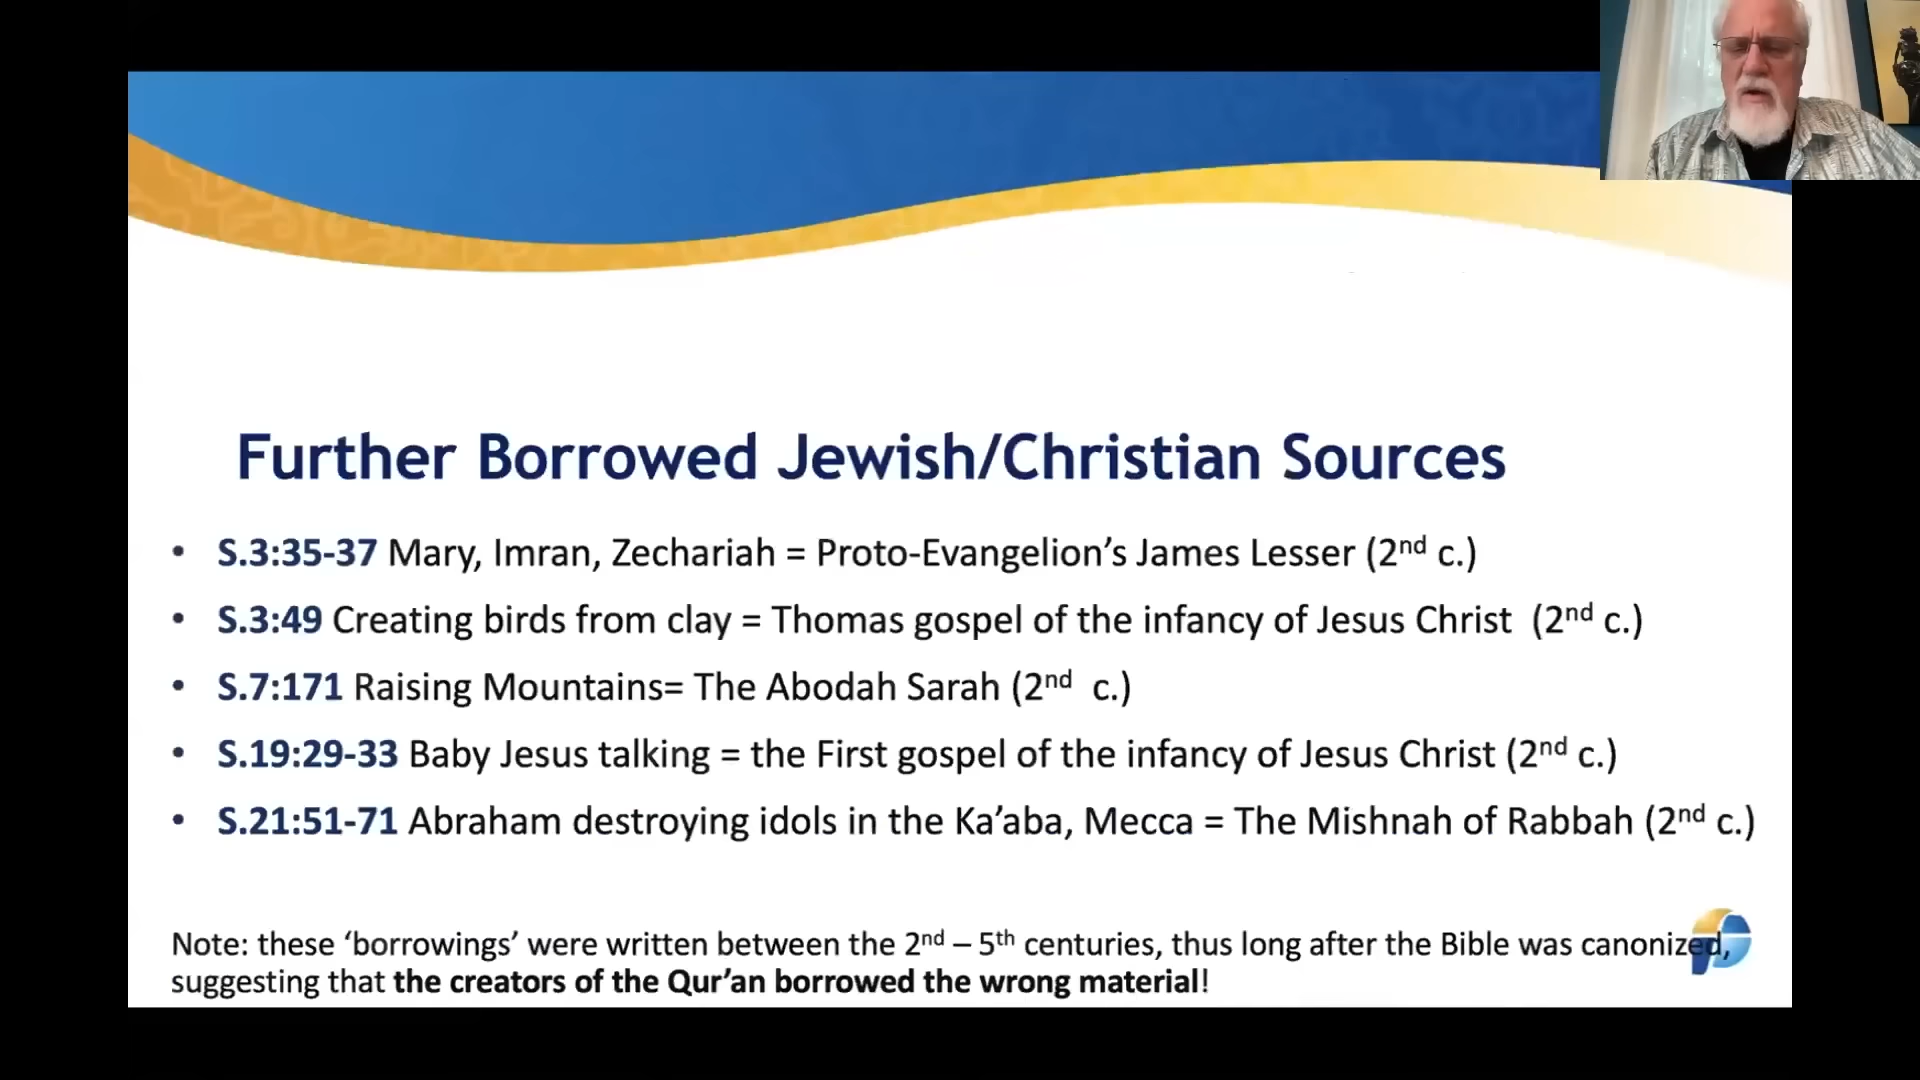 Further Borrowed Jewish/Christian Sources
• S.3:35-37 Mary, Imran, Zechariah = Proto-Evangelion’s James Lesser (2nd c.)
• S.3:49 Creating birds from clay = Thomas gospel of the infancy of Jesus Christ (2nd c.)
• S.7:171 Raising Mountains= The Abodah Sarah (2nd c.)
• S.19:29-33 Baby Jesus talking = the First gospel of the infancy of Jesus Christ (2nd c.)
• S.21:51-71 Abraham destroying idols in the Ka’aba, Mecca = The Mishnah of Rabbah (2nd c.)
Note: these ‘borrowings’ were written between the 2nd – 5th centuries, thus long after the Bible was canonized,
suggesting that the creators of the Qur’an borrowed the wrong material!